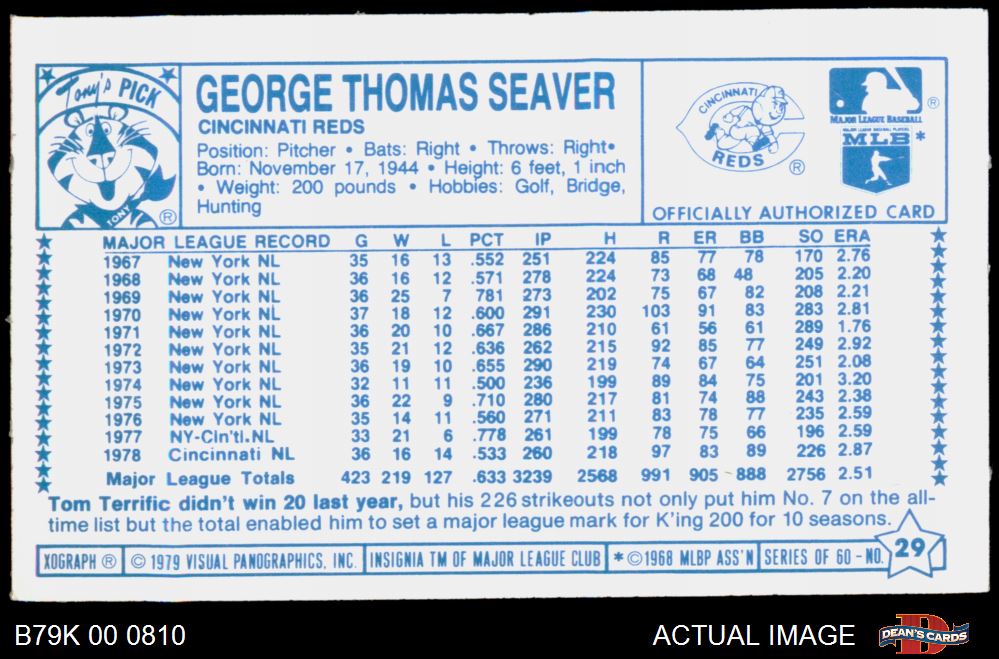 Tony's PICK
TONY ®
GEORGE THOMAS SEAVER
CINCINNATI REDS
Position: Pitcher • Bats: Right • Throws: Right•
Born: November 17, 1944 • Height: 6 feet, 1 inch
• Weight: 200 pounds • Hobbies: Golf, Bridge,
Hunting
CINCINNATI
REDS ®
®
MAJOR LEAGUE BASEBALL
MAJOR LEAGUE BASEBALL PLAYERS
MLB *
OFFICIALLY AUTHORIZED CARD
MAJOR LEAGUE RECORD G W L PCT IP H R ER BB SO ERA
1967 New York NL 35 16 13 .552 251 224 85 77 78 170 2.76
1968 New York NL 36 16 12 .571 278 224 73 68 48 205 2.20
1969 New York NL 36 25 7 .781 273 202 75 67 82 208 2.21
1970 New York NL 37 18 12 .600 291 230 103 91 83 283 2.81
1971 New York NL 36 20 10 .667 286 210 61 56 61 289 1.76
1972 New York NL 35 21 12 .636 262 215 92 85 77 249 2.92
1973 New York NL 36 19 10 .655 290 219 74 67 64 251 2.08
1974 New York NL 32 11 11 .500 236 199 89 84 75 201 3.20
1975 New York NL 36 22 9 .710 280 217 81 74 88 243 2.38
1976 New York NL 35 14 11 .560 271 211 83 78 77 235 2.59
1977 NY-Cin'ti.NL 33 21 6 .778 261 199 78 75 66 196 2.59
1978 Cincinnati NL 36 16 14 .533 260 218 97 83 89 226 2.87
Major League Totals 423 219 127 .633 3239 2568 991 905 888 2756 2.51
Tom Terrific didn't win 20 last year, but his 226 strikeouts not only put him No. 7 on the all-
time list but the total enabled him to set a major league mark for K'ing 200 for 10 seasons.
XOGRAPH ® © 1979 VISUAL PANOGRAPHICS, INC. INSIGNIA TM OF MAJOR LEAGUE CLUB * ©1968 MLBP ASS'N SERIES OF 60 - NO. 29
B79K 00 0810
ACTUAL IMAGE
D
DEAN'S CARDS